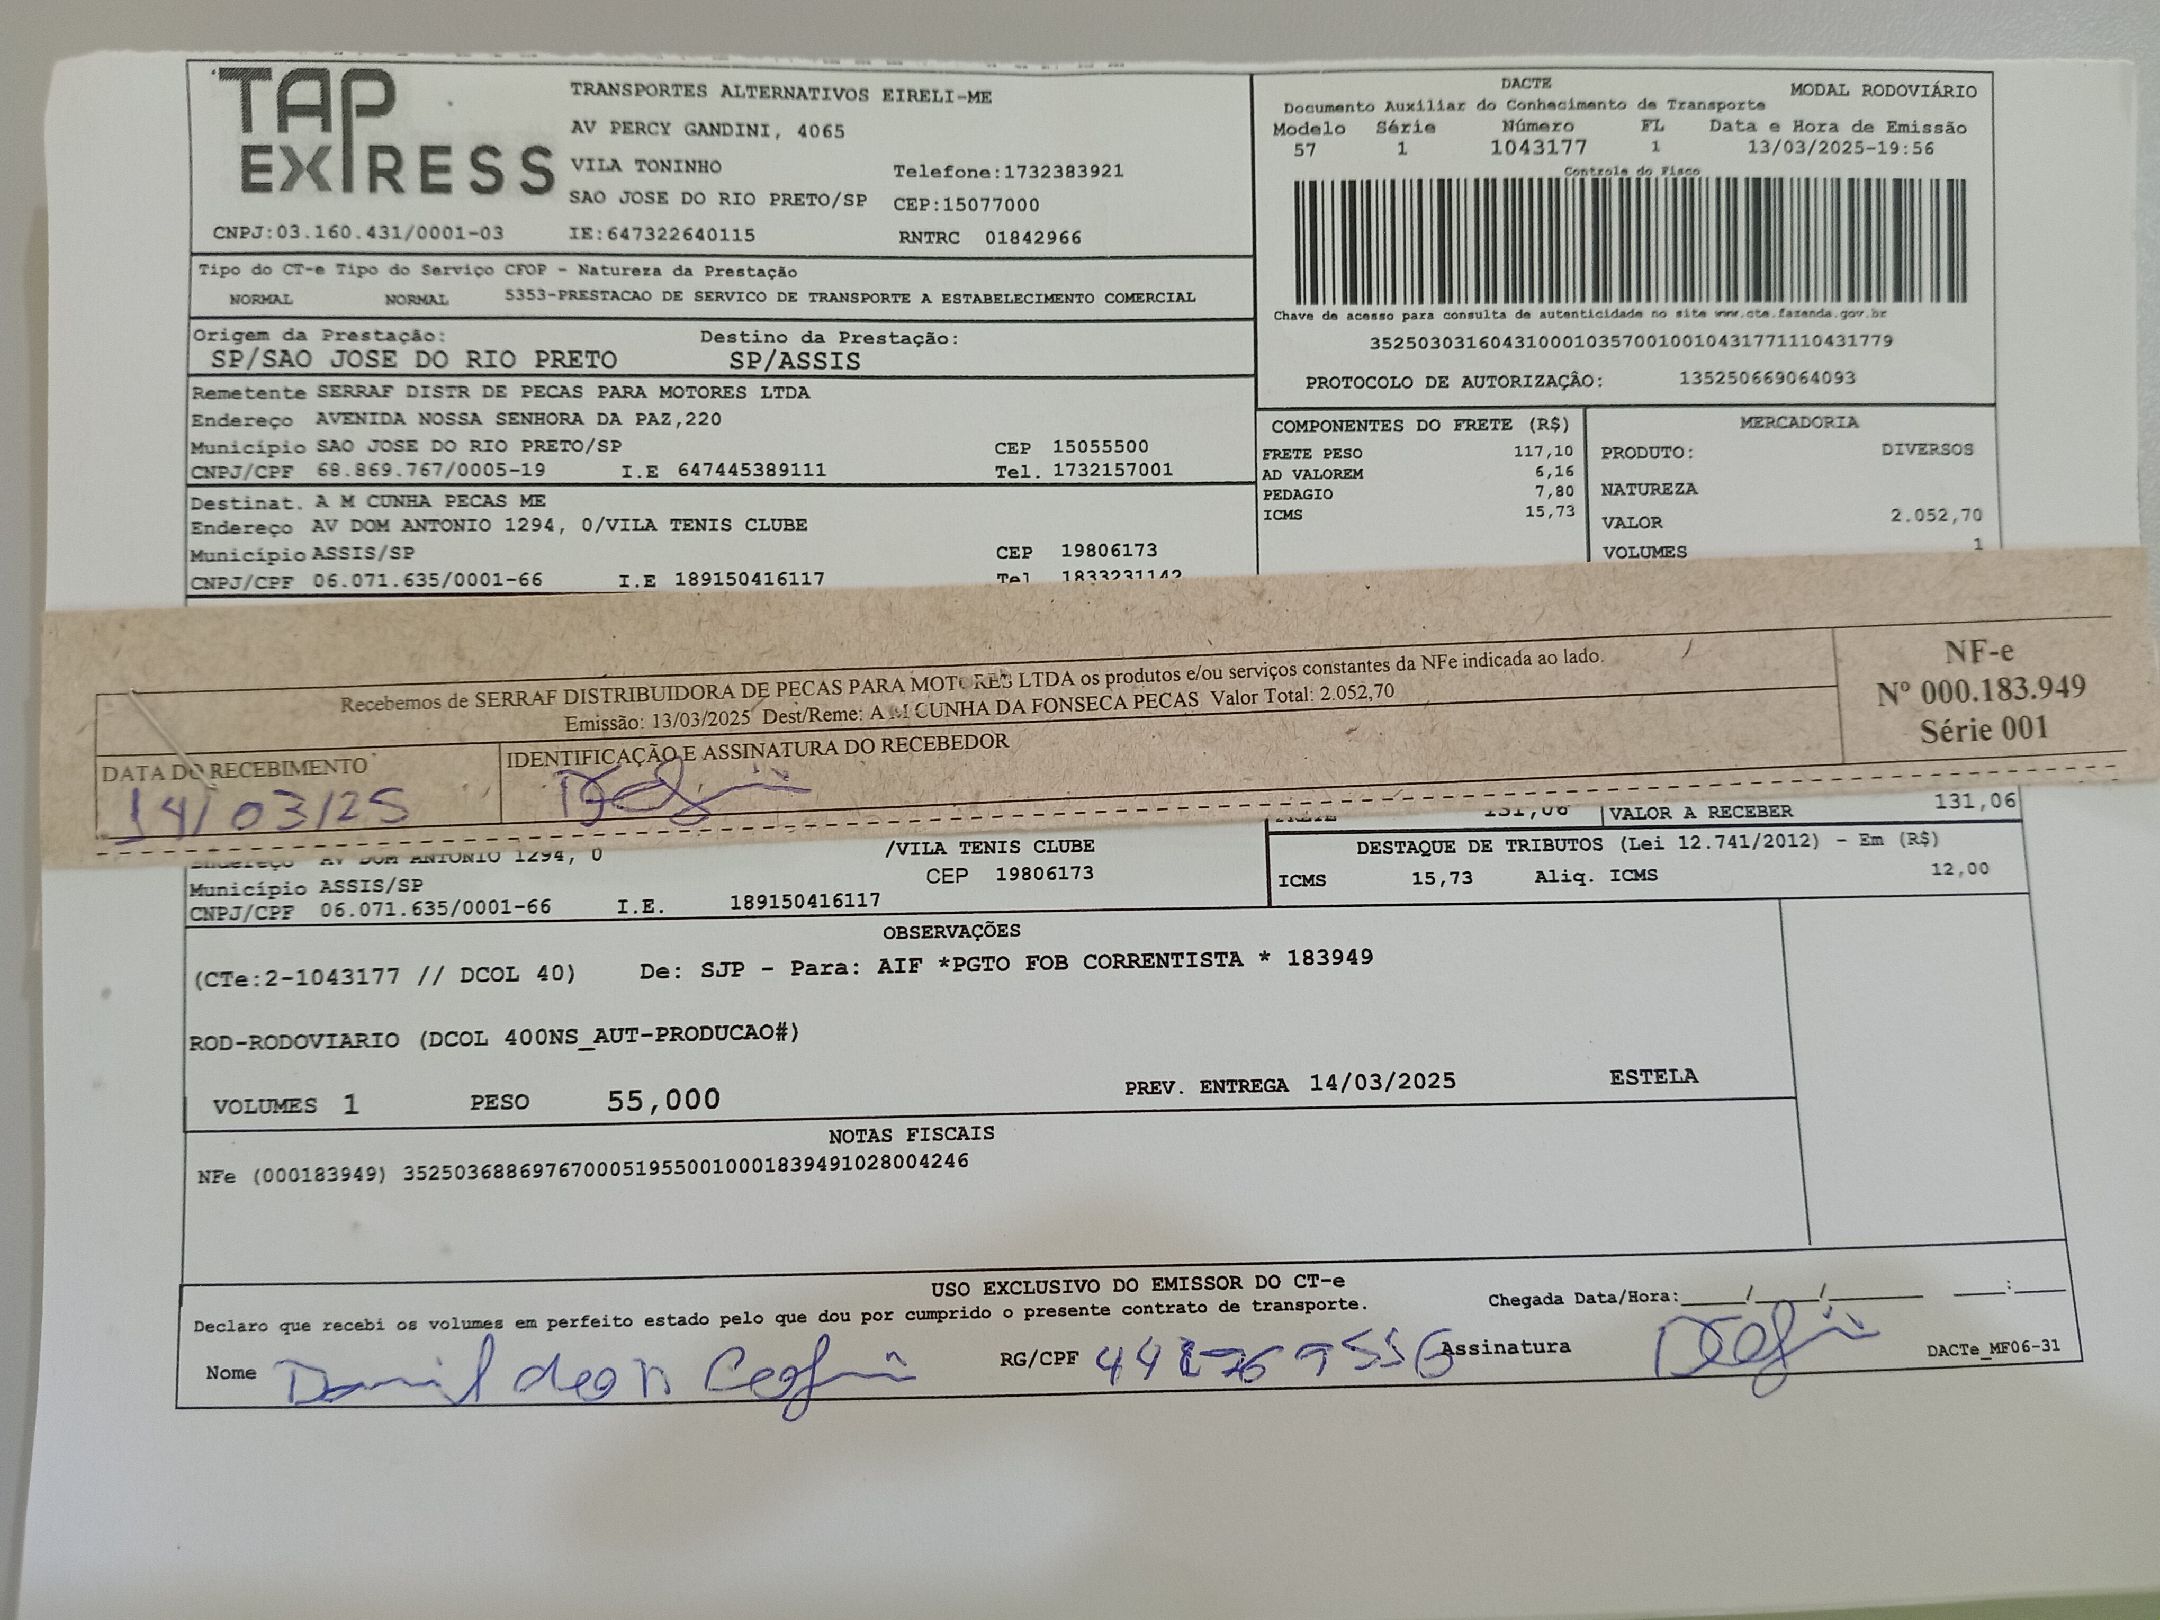 TAP EXPRESS
TRANSPORTES ALTERNATIVOS EIRELI-ME
AV PERCY GANDINI, 4065
VILA TONINHO Telefone:1732383921
SAO JOSE DO RIO PRETO/SP CEP:15077000
CNPJ:03.160.431/0001-03 IE:647322640115 RNTRC 01842966
DACTE MODAL RODOVIÁRIO
Documento Auxiliar do Conhecimento de Transporte
Modelo Série Número FL Data e Hora de Emissão
57 1 1043177 1 13/03/2025-19:56
Controle do Fisco
Chave de acesso para consulta de autenticidade no site www.cte.fazenda.gov.br
35250303160431000103570010010431771110431779
PROTOCOLO DE AUTORIZAÇÂO: 135250669064093
Tipo do CT-e Tipo do Serviço CFOP - Natureza da Prestação
NORMAL NORMAL 5353-PRESTACAO DE SERVICO DE TRANSPORTE A ESTABELECIMENTO COMERCIAL
Origem da Prestação: Destino da Prestação:
SP/SAO JOSE DO RIO PRETO SP/ASSIS
Remetente SERRAF DISTR DE PECAS PARA MOTORES LTDA
Endereço AVENIDA NOSSA SENHORA DA PAZ,220
Município SAO JOSE DO RIO PRETO/SP CEP 15055500
CNPJ/CPF 68.869.767/0005-19 I.E 647445389111 Tel. 1732157001
Destinat. A M CUNHA PECAS ME
Endereço AV DOM ANTONIO 1294, 0/VILA TENIS CLUBE
Município ASSIS/SP CEP 19806173
CNPJ/CPF 06.071.635/0001-66 I.E 189150416117 Tel 1833231142
COMPONENTES DO FRETE (R$)
FRETE PESO 117,10
AD VALOREM 6,16
PEDAGIO 7,80
ICMS 15,73
MERCADORIA
PRODUTO: DIVERSOS
NATUREZA
VALOR 2.052,70
VOLUMES 1
Recebemos de SERRAF DISTRIBUIDORA DE PECAS PARA MOTORES LTDA os produtos e/ou serviços constantes da NFe indicada ao lado.
Emissão: 13/03/2025 Dest/Reme: A M CUNHA DA FONSECA PECAS Valor Total: 2.052,70
DATA DO RECEBIMENTO IDENTIFICAÇÃO E ASSINATURA DO RECEBEDOR
14/03/25
NF-e
Nº 000.183.949
Série 001
FRETE 131,06 VALOR A RECEBER 131,06
Endereço AV DOM ANTONIO 1294, 0 /VILA TENIS CLUBE
Município ASSIS/SP CEP 19806173
CNPJ/CPF 06.071.635/0001-66 I.E. 189150416117
DESTAQUE DE TRIBUTOS (Lei 12.741/2012) - Em (R$)
ICMS 15,73 Aliq. ICMS 12,00
OBSERVAÇÕES
(CTe:2-1043177 // DCOL 40) De: SJP - Para: AIF *PGTO FOB CORRENTISTA * 183949
ROD-RODOVIARIO (DCOL 400NS_AUT-PRODUCAO#)
VOLUMES 1 PESO 55,000 PREV. ENTREGA 14/03/2025 ESTELA
NOTAS FISCAIS
NFe (000183949) 35250368869767000519550010001839491028004246
USO EXCLUSIVO DO EMISSOR DO CT-e
Declaro que recebi os volumes em perfeito estado pelo que dou por cumprido o presente contrato de transporte.
Chegada Data/Hora:____/____/______ ___:___
Nome RG/CPF Assinatura DACTe_MF06-31